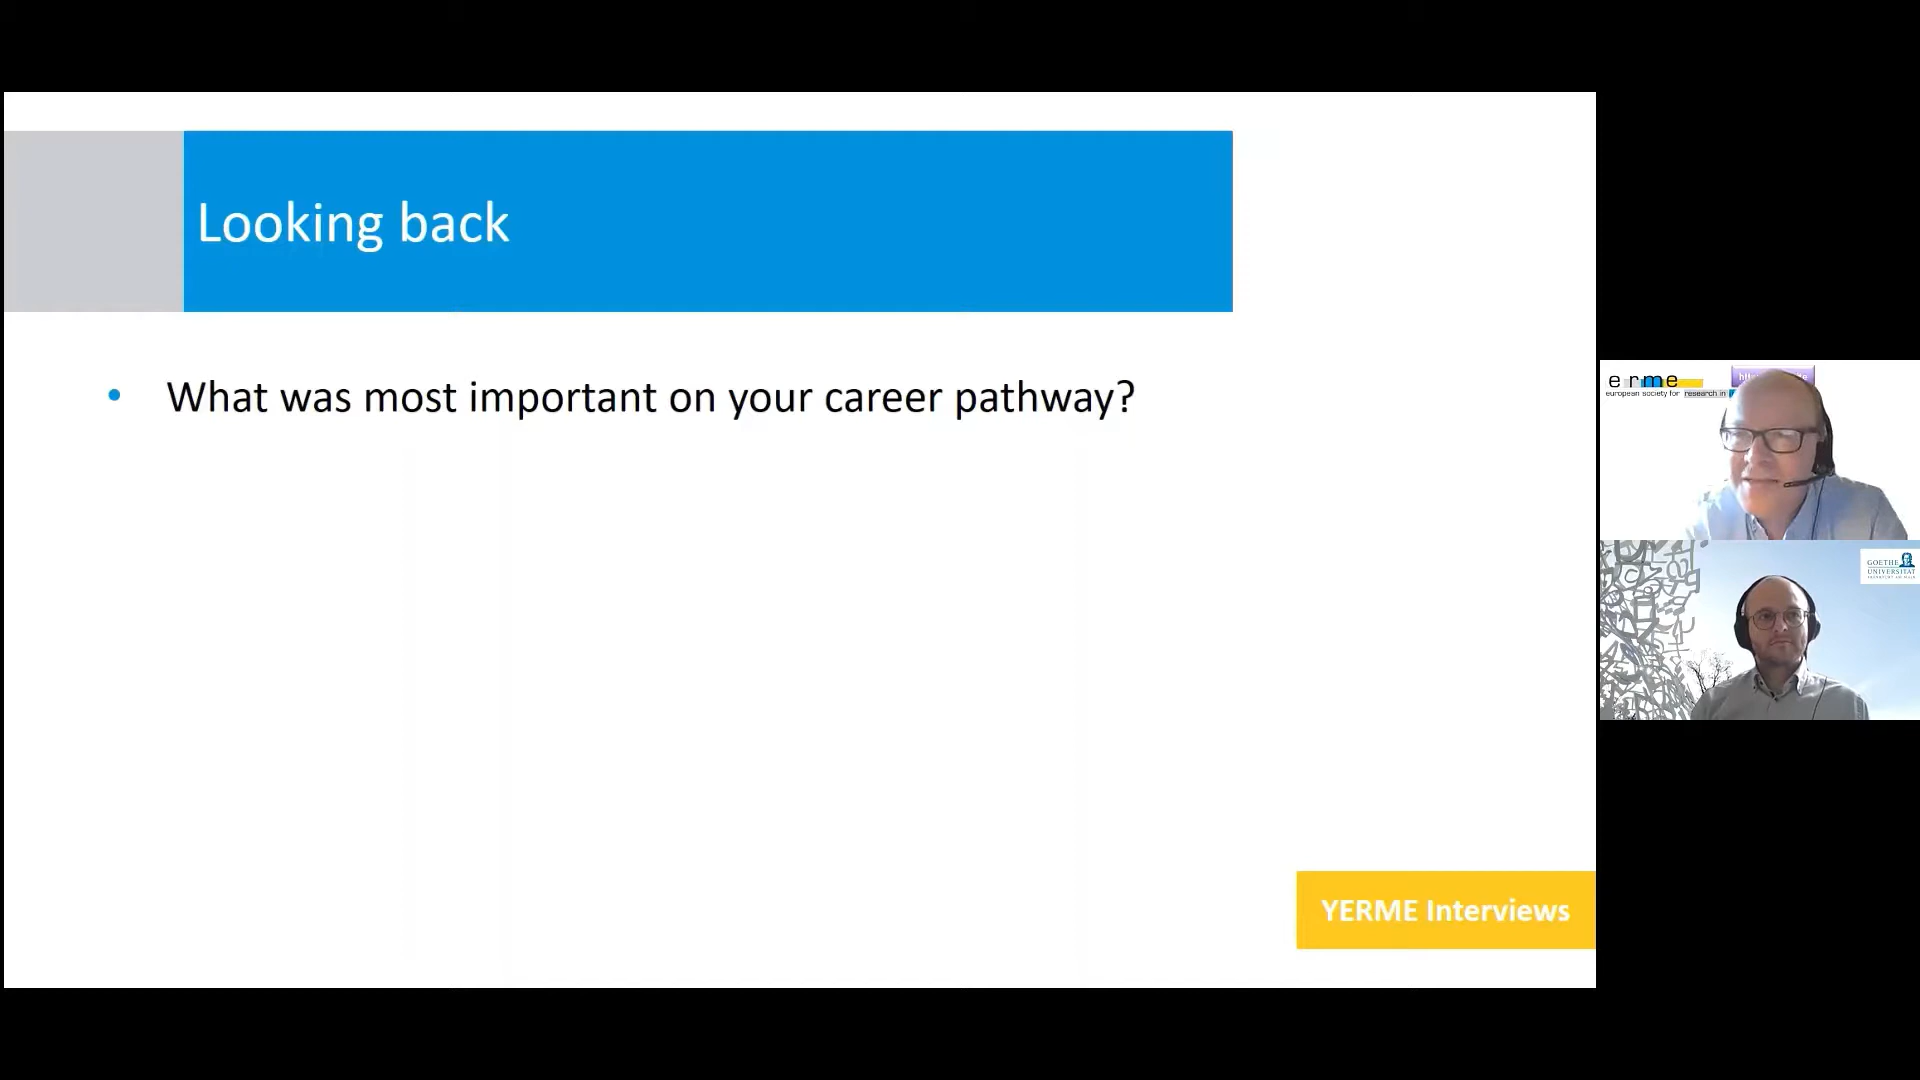 Looking back
• What was most important on your career pathway?
YERME Interviews
erme
european society for research in
GOETHE
UNIVERSITÄT